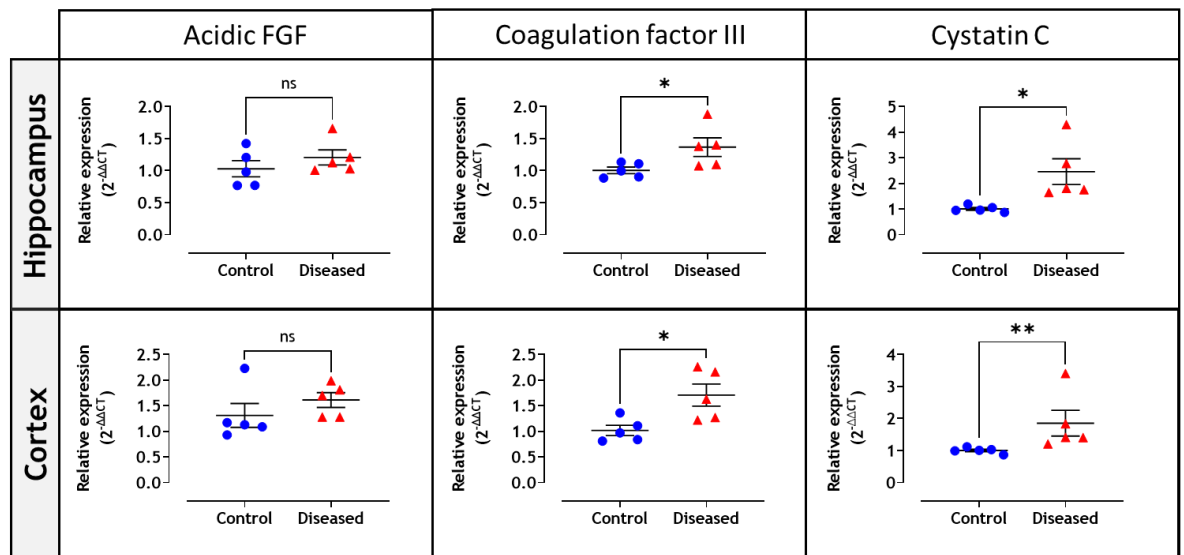 Acidic FGF
Coagulation factor III
Cystatin C
Hippocampus
Relative expression
(2^-ΔΔCT)
2.0
1.5
1.0
0.5
0.0
ns
Control
Diseased
Relative expression
(2^-ΔΔCT)
2.0
1.5
1.0
0.5
0.0
*
Control
Diseased
Relative expression
(2^-ΔΔCT)
5
4
3
2
1
0
*
Control
Diseased
Cortex
Relative expression
(2^-ΔΔCT)
2.5
2.0
1.5
1.0
0.5
0.0
ns
Control
Diseased
Relative expression
(2^-ΔΔCT)
2.5
2.0
1.5
1.0
0.5
0.0
*
Control
Diseased
Relative expression
(2^-ΔΔCT)
4
3
2
1
0
**
Control
Diseased